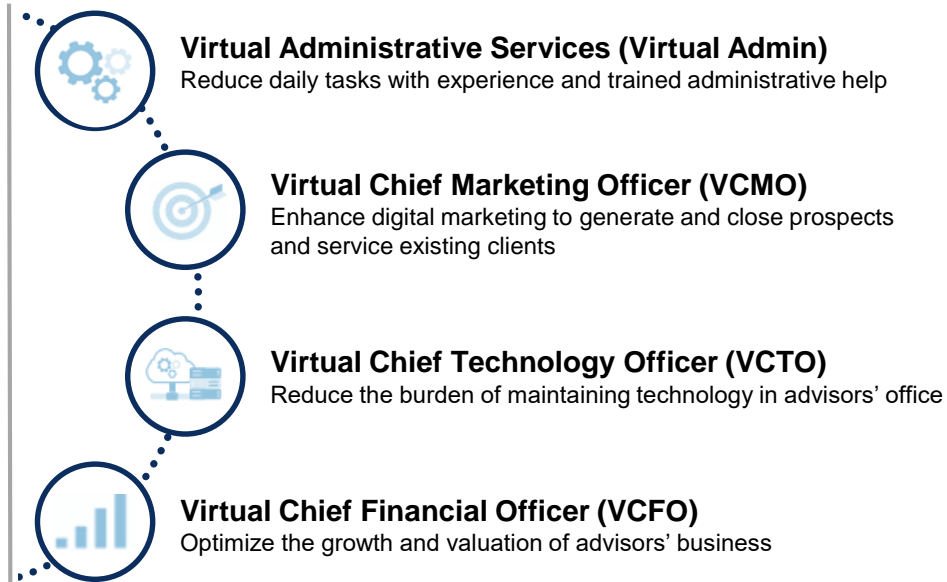 Virtual Administrative Services (Virtual Admin)
Reduce daily tasks with experience and trained administrative help
Virtual Chief Marketing Officer (VCMO)
Enhance digital marketing to generate and close prospects
and service existing clients
Virtual Chief Technology Officer (VCTO)
Reduce the burden of maintaining technology in advisors’ office
Virtual Chief Financial Officer (VCFO)
Optimize the growth and valuation of advisors’ business